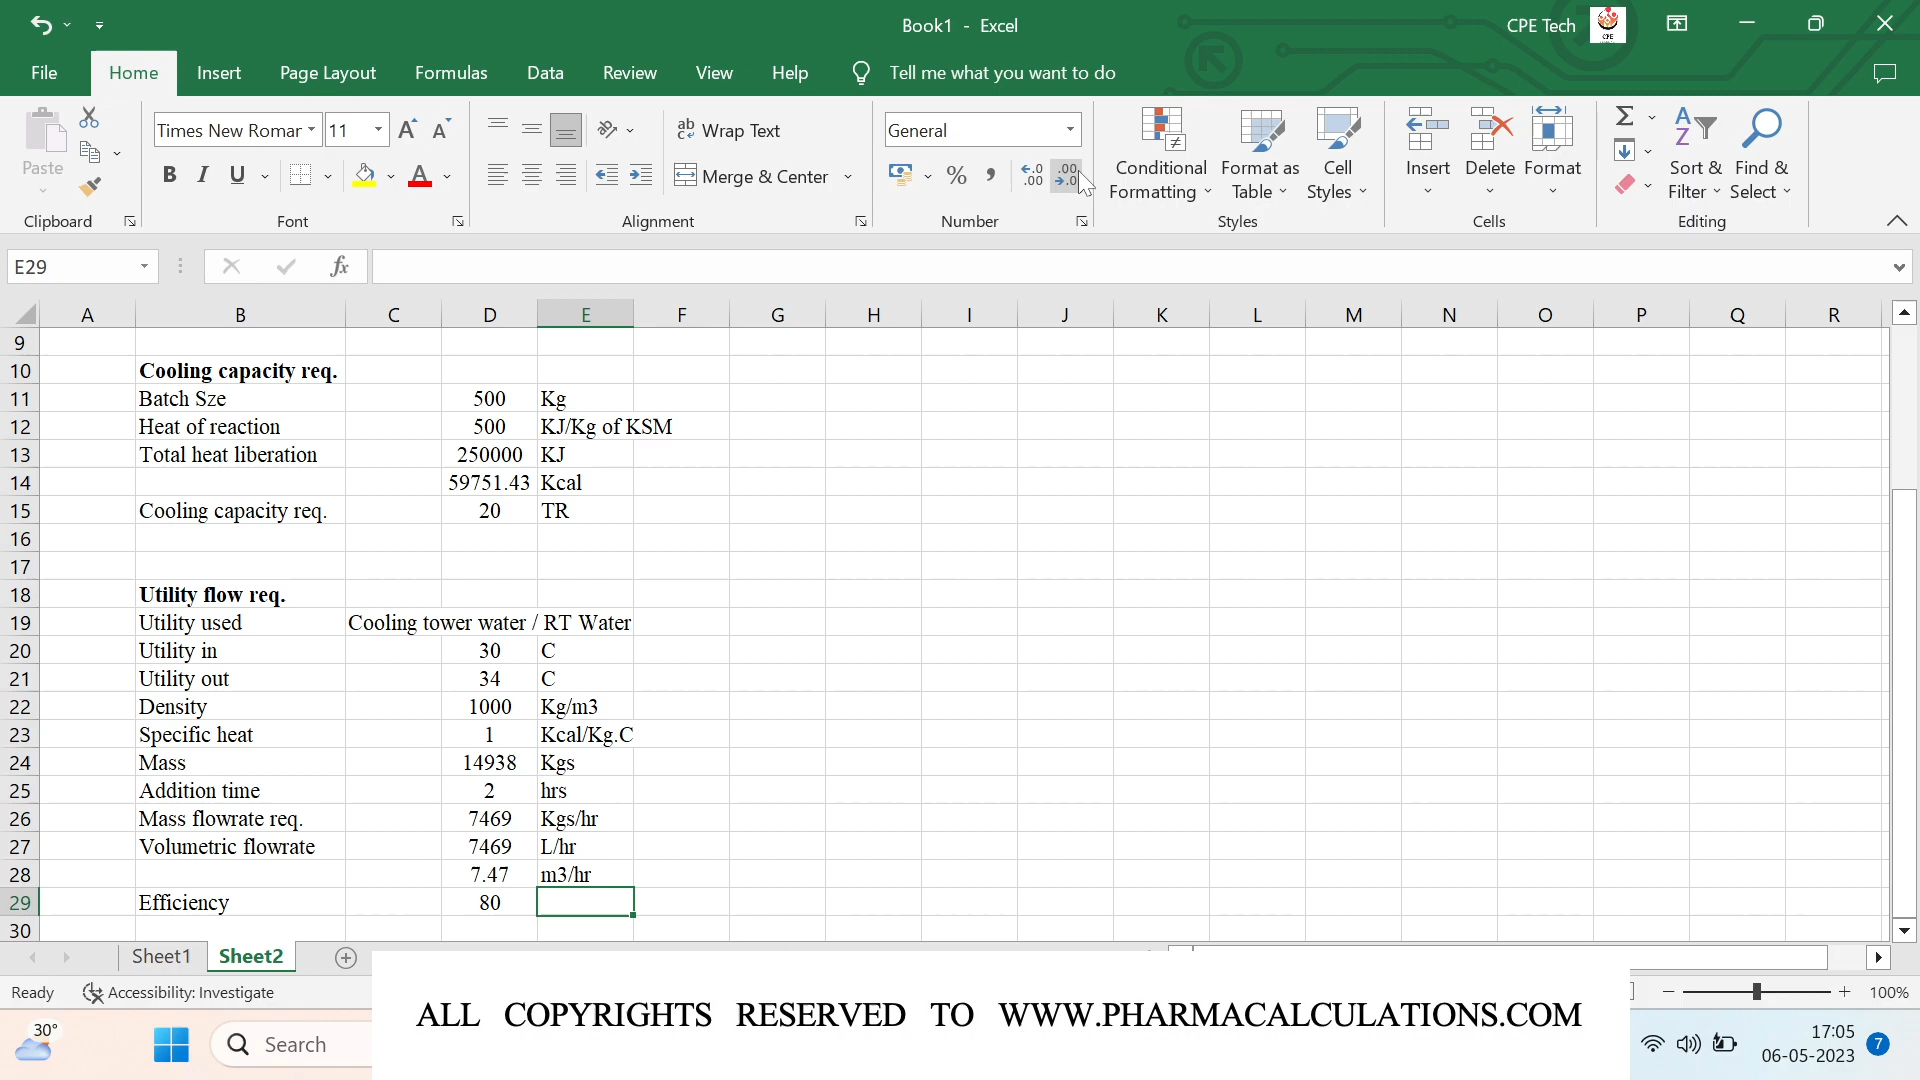 Book1 - Excel
CPE Tech
CPE
File Home Insert Page Layout Formulas Data Review View Help Tell me what you want to do
Paste
Clipboard
Times New Romar 11
B I U
Font
Wrap Text
Merge & Center
Alignment
General
Number
Conditional Formatting
Format as Table
Cell Styles
Styles
Insert
Delete
Format
Cells
Sort & Filter
Find & Select
Editing
E29
fx
A B C D E F G H I J K L M N O P Q R
9
10 Cooling capacity req.
11 Batch Sze 500 Kg
12 Heat of reaction 500 KJ/Kg of KSM
13 Total heat liberation 250000 KJ
14 59751.43 Kcal
15 Cooling capacity req. 20 TR
16
17
18 Utility flow req.
19 Utility used Cooling tower water / RT Water
20 Utility in 30 C
21 Utility out 34 C
22 Density 1000 Kg/m3
23 Specific heat 1 Kcal/Kg.C
24 Mass 14938 Kgs
25 Addition time 2 hrs
26 Mass flowrate req. 7469 Kgs/hr
27 Volumetric flowrate 7469 L/hr
28 7.47 m3/hr
29 Efficiency 80
30
Sheet1 Sheet2
Ready Accessibility: Investigate
100%
ALL COPYRIGHTS RESERVED TO WWW.PHARMACALCULATIONS.COM
30°
Search
17:05
06-05-2023
7